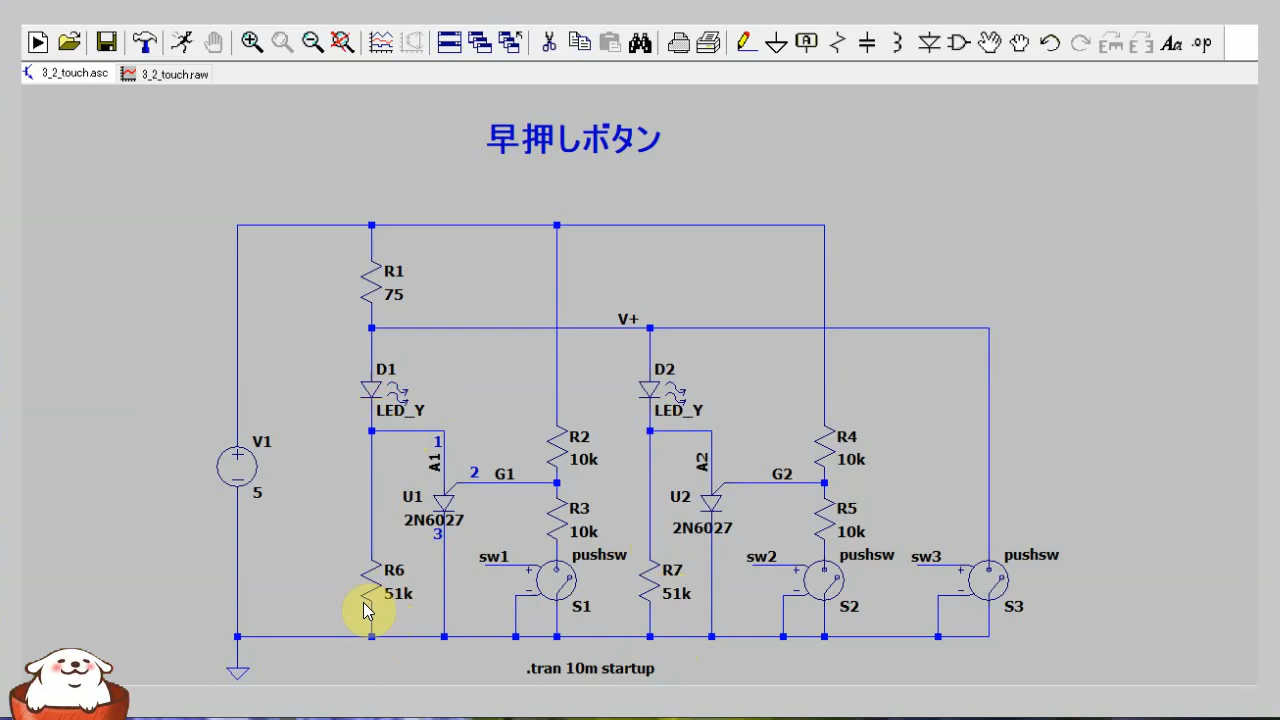 3_2_touch.asc
3_2_touch.raw
Aa
.op
早押しボタン
R1
75
V+
D1
LED_Y
D2
LED_Y
V1
5
R2
10k
R4
10k
1
A1
2
G1
A2
G2
U1
2N6027
3
R3
10k
U2
2N6027
R5
10k
sw1
pushsw
+
-
S1
sw2
pushsw
+
-
S2
sw3
pushsw
+
-
S3
R6
51k
R7
51k
.tran 10m startup